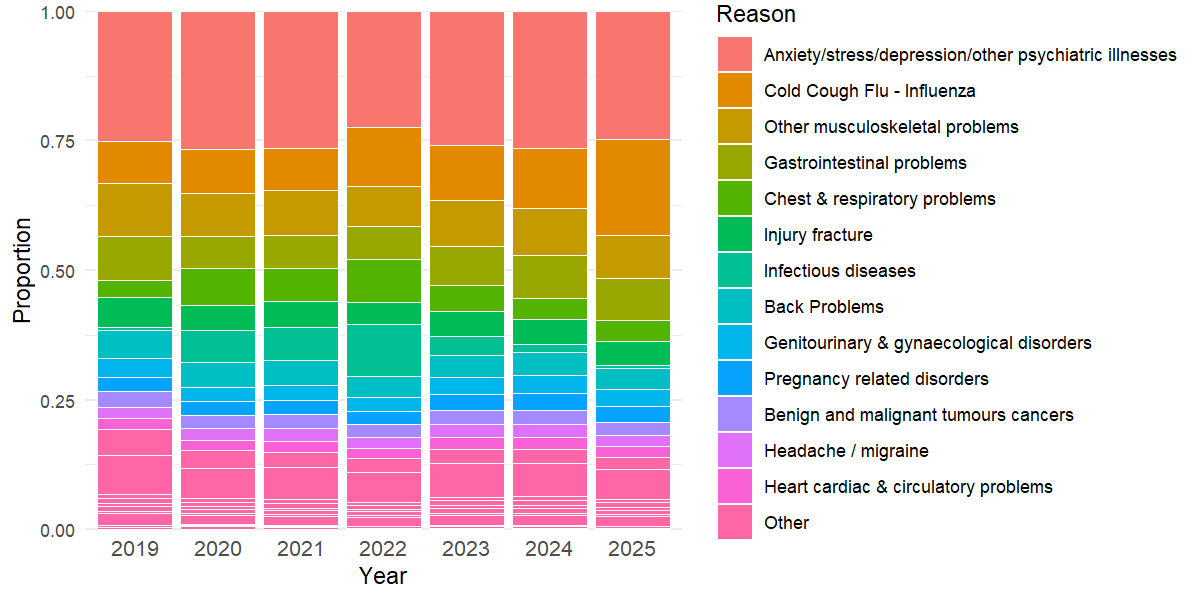 1.00
0.75
0.50
0.25
0.00
Proportion
2019 2020 2021 2022 2023 2024 2025
Year
Reason
Anxiety/stress/depression/other psychiatric illnesses
Cold Cough Flu - Influenza
Other musculoskeletal problems
Gastrointestinal problems
Chest & respiratory problems
Injury fracture
Infectious diseases
Back Problems
Genitourinary & gynaecological disorders
Pregnancy related disorders
Benign and malignant tumours cancers
Headache / migraine
Heart cardiac & circulatory problems
Other